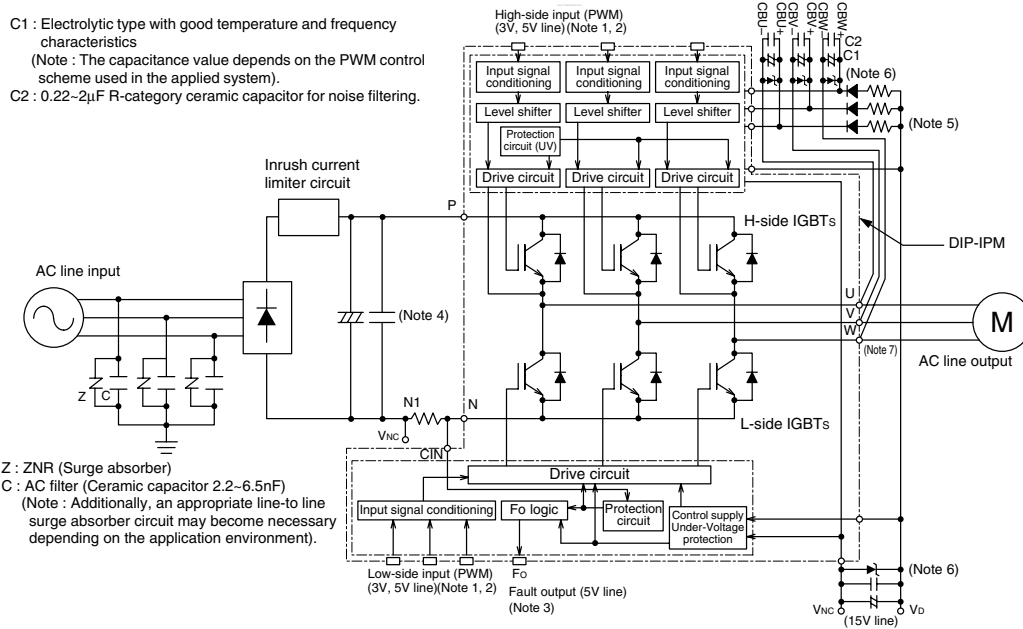 C1 : Electrolytic type with good temperature and frequency
characteristics
(Note : The capacitance value depends on the PWM control
scheme used in the applied system).
C2 : 0.22~2μF R-category ceramic capacitor for noise filtering.
High-side input (PWM)
(3V, 5V line)(Note 1, 2)
CBU–
CBU+
CBV–
CBV+
CBW–
CBW+
C2
C1
(Note 6)
(Note 5)
Input signal
conditioning
Input signal
conditioning
Input signal
conditioning
Level shifter
Level shifter
Level shifter
Protection
circuit (UV)
Drive circuit
Drive circuit
Drive circuit
Inrush current
limiter circuit
P
H-side IGBTS
DIP-IPM
AC line input
(Note 4)
U
V
W
(Note 7)
M
AC line output
Z
C
N1
N
VNC
CIN
L-side IGBTS
Z : ZNR (Surge absorber)
C : AC filter (Ceramic capacitor 2.2~6.5nF)
(Note : Additionally, an appropriate line-to line
surge absorber circuit may become necessary
depending on the application environment).
Drive circuit
Input signal conditioning
Fo logic
Protection
circuit
Control supply
Under-Voltage
protection
Low-side input (PWM)
(3V, 5V line)(Note 1, 2)
FO
Fault output (5V line)
(Note 3)
(Note 6)
VNC
VD
(15V line)